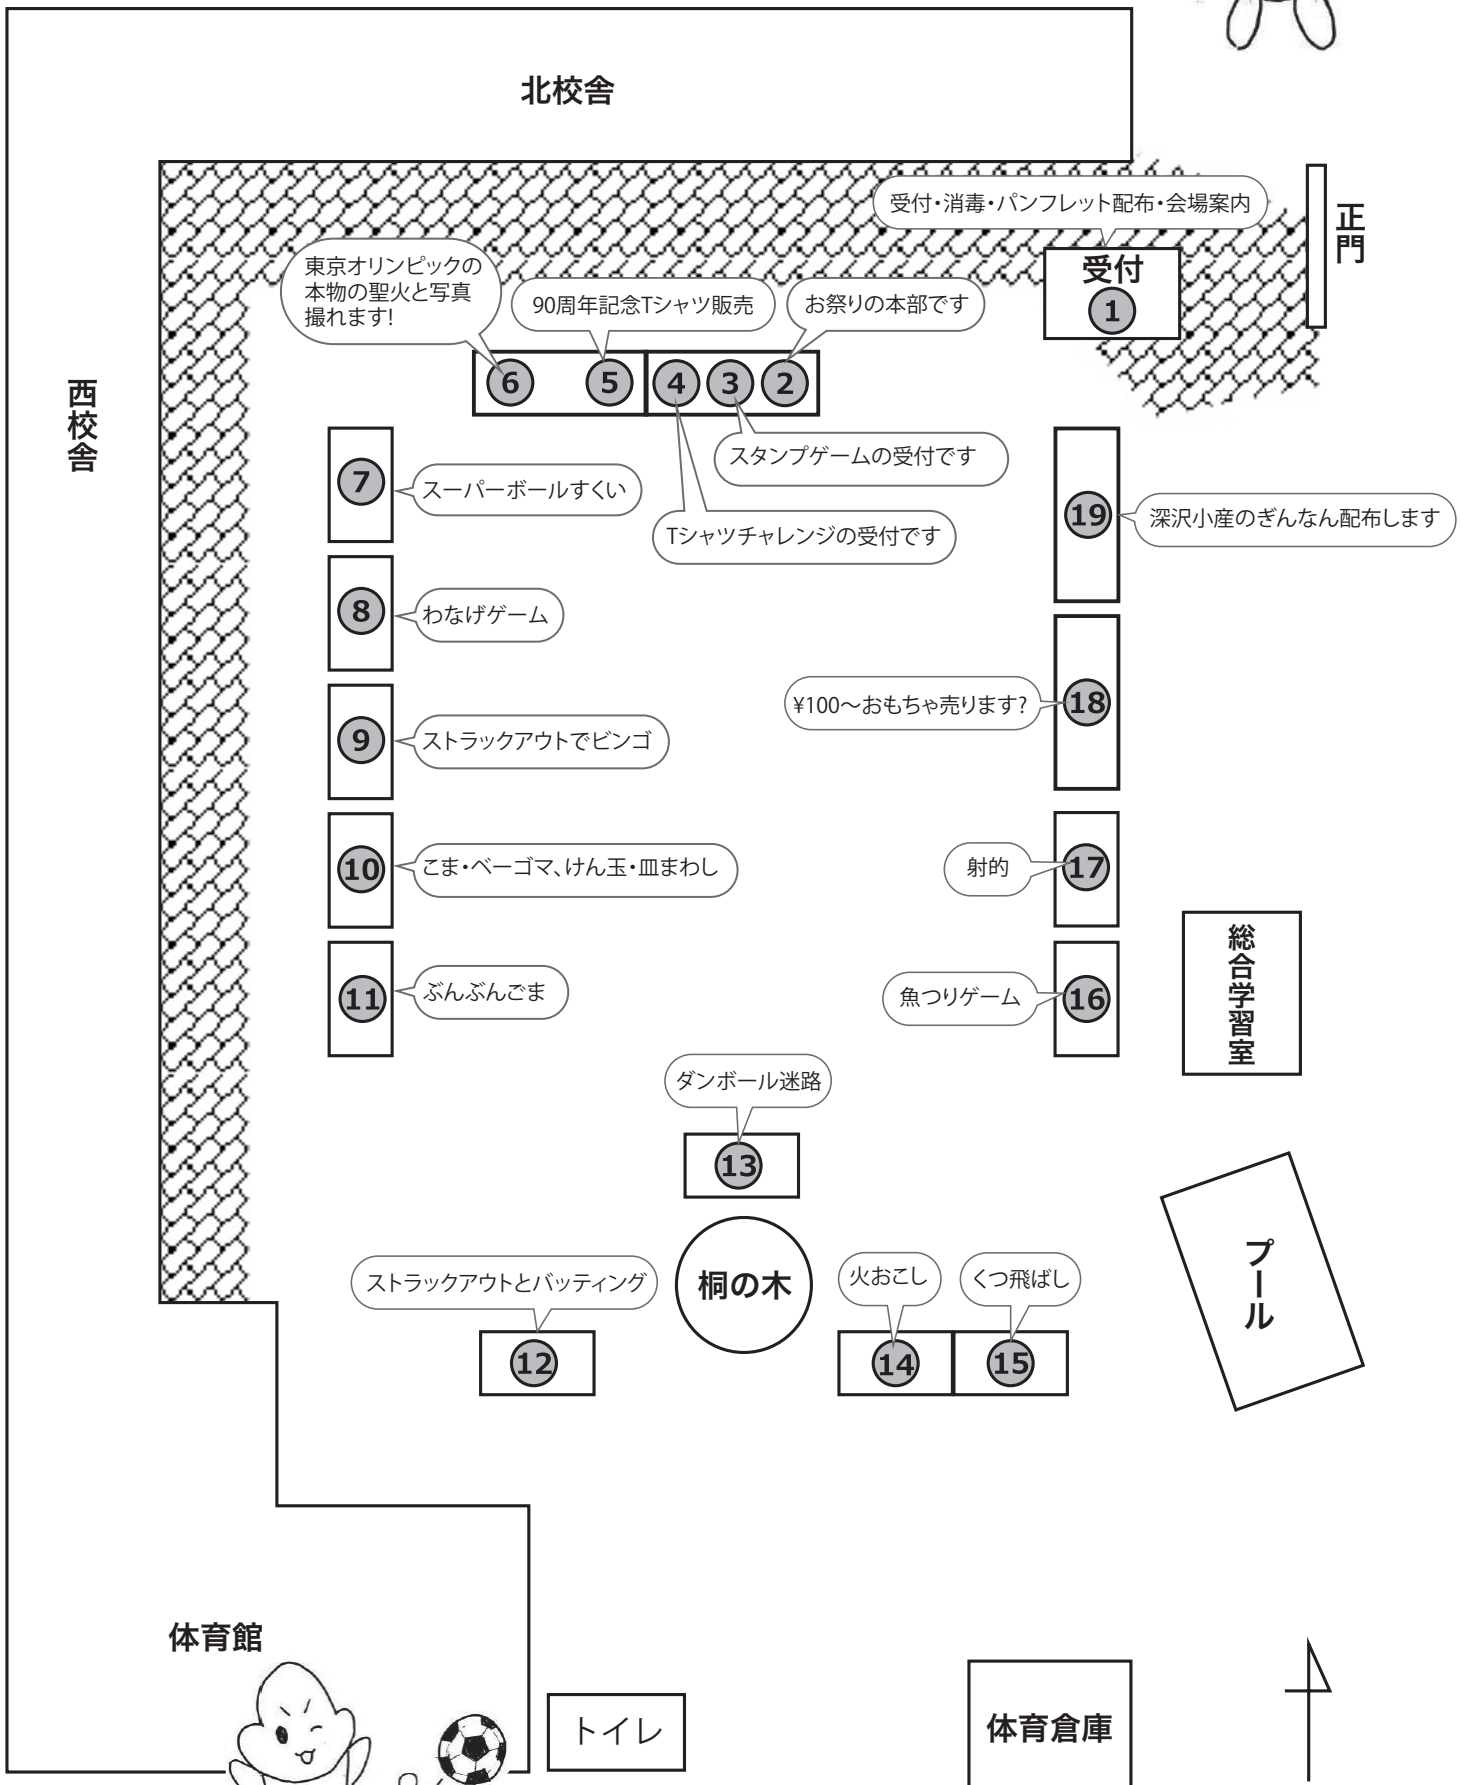 北校舎
受付・消毒・パンフレット配布・会場案内
正門
受付
1
東京オリンピックの
本物の聖火と写真
撮れます!
90周年記念Tシャツ販売
お祭りの本部です
6
5
4
3
2
西校舎
スタンプゲームの受付です
Tシャツチャレンジの受付です
7
スーパーボールすくい
19
深沢小産のぎんなん配布します
8
わなげゲーム
¥100～おもちゃ売ります?
18
9
ストラックアウトでビンゴ
10
こま・ベーゴマ、けん玉・皿まわし
射的
17
総合学習室
11
ぶんぶんごま
魚つりゲーム
16
ダンボール迷路
13
プール
ストラックアウトとバッティング
桐の木
火おこし
くつ飛ばし
12
14
15
体育館
トイレ
体育倉庫